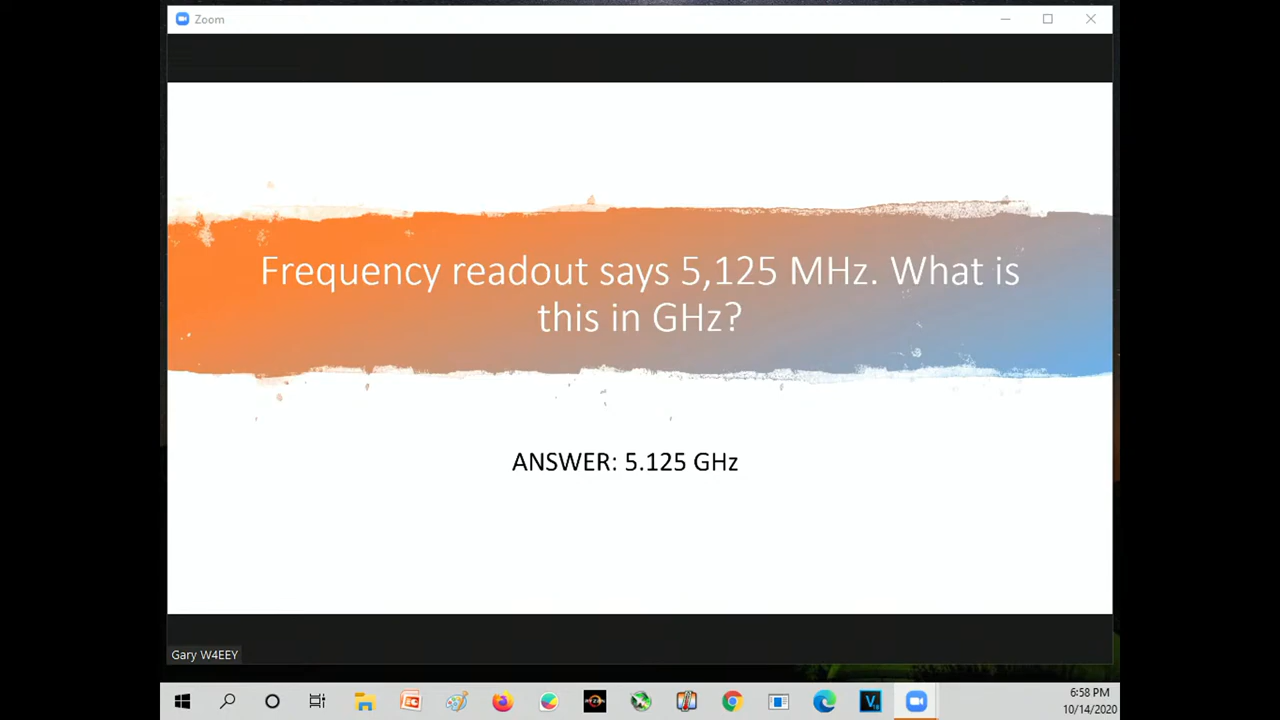 Zoom
Frequency readout says 5,125 MHz. What is
this in GHz?
ANSWER: 5.125 GHz
Gary W4EEY
6:58 PM
10/14/2020